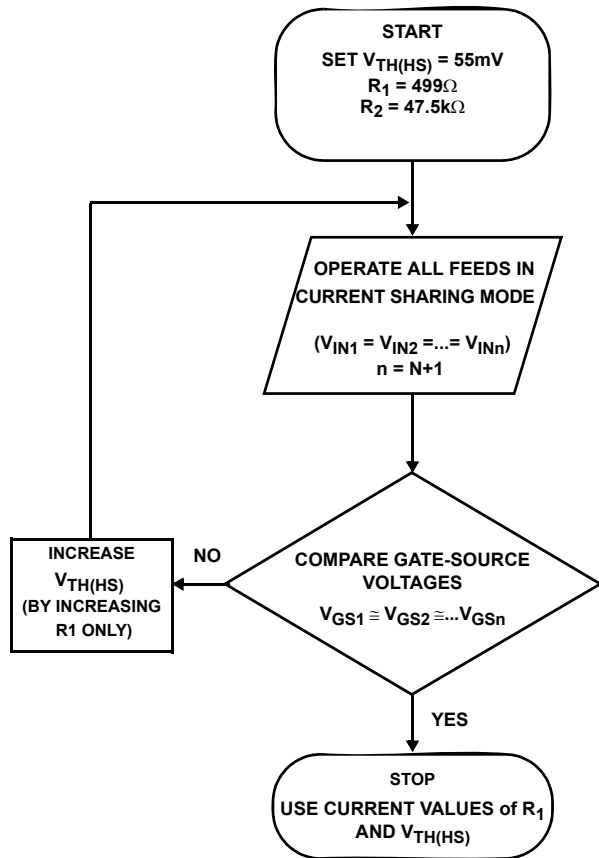 START
SET V_TH(HS) = 55mV
R_1 = 499Ω
R_2 = 47.5kΩ
OPERATE ALL FEEDS IN
CURRENT SHARING MODE
(V_IN1 = V_IN2 =...= V_INn)
n = N+1
COMPARE GATE-SOURCE
VOLTAGES
V_GS1 ≅ V_GS2 ≅...V_GSn
NO
INCREASE
V_TH(HS)
(BY INCREASING
R1 ONLY)
YES
STOP
USE CURRENT VALUES of R_1
AND V_TH(HS)